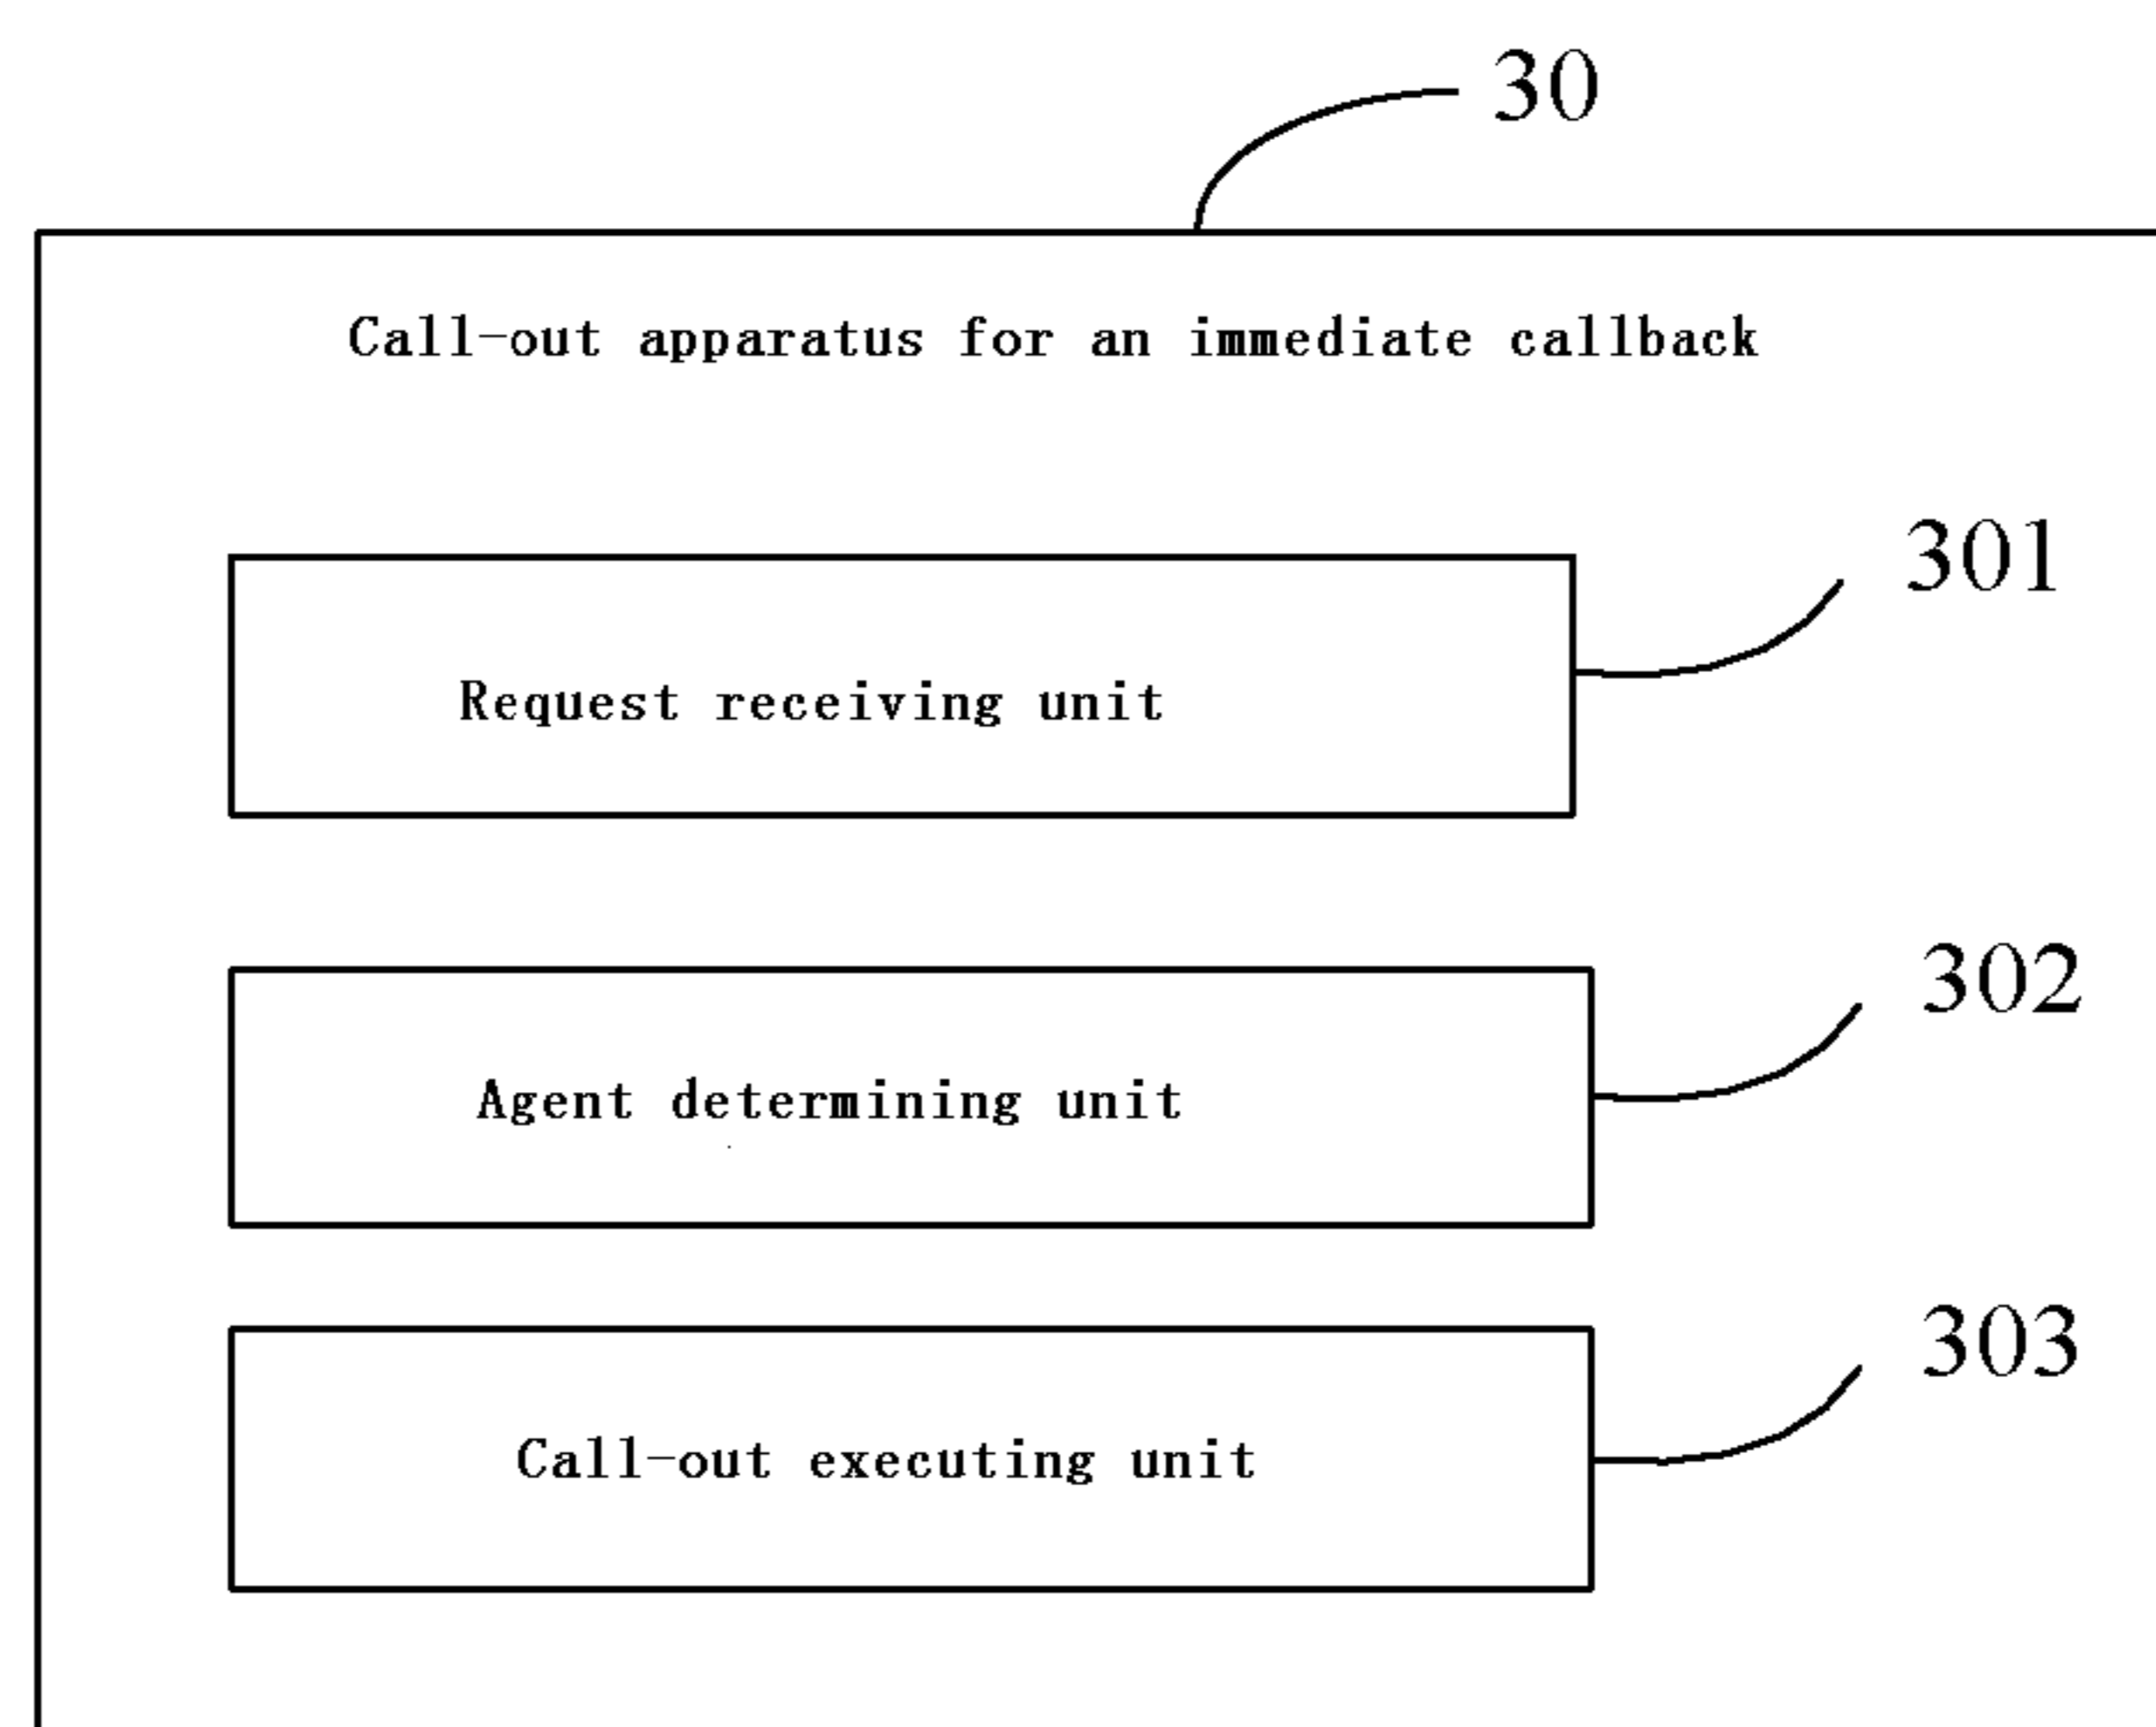 30
Call-out apparatus for an immediate callback
301
Request receiving unit
302
Agent determining unit
303
Call-out executing unit